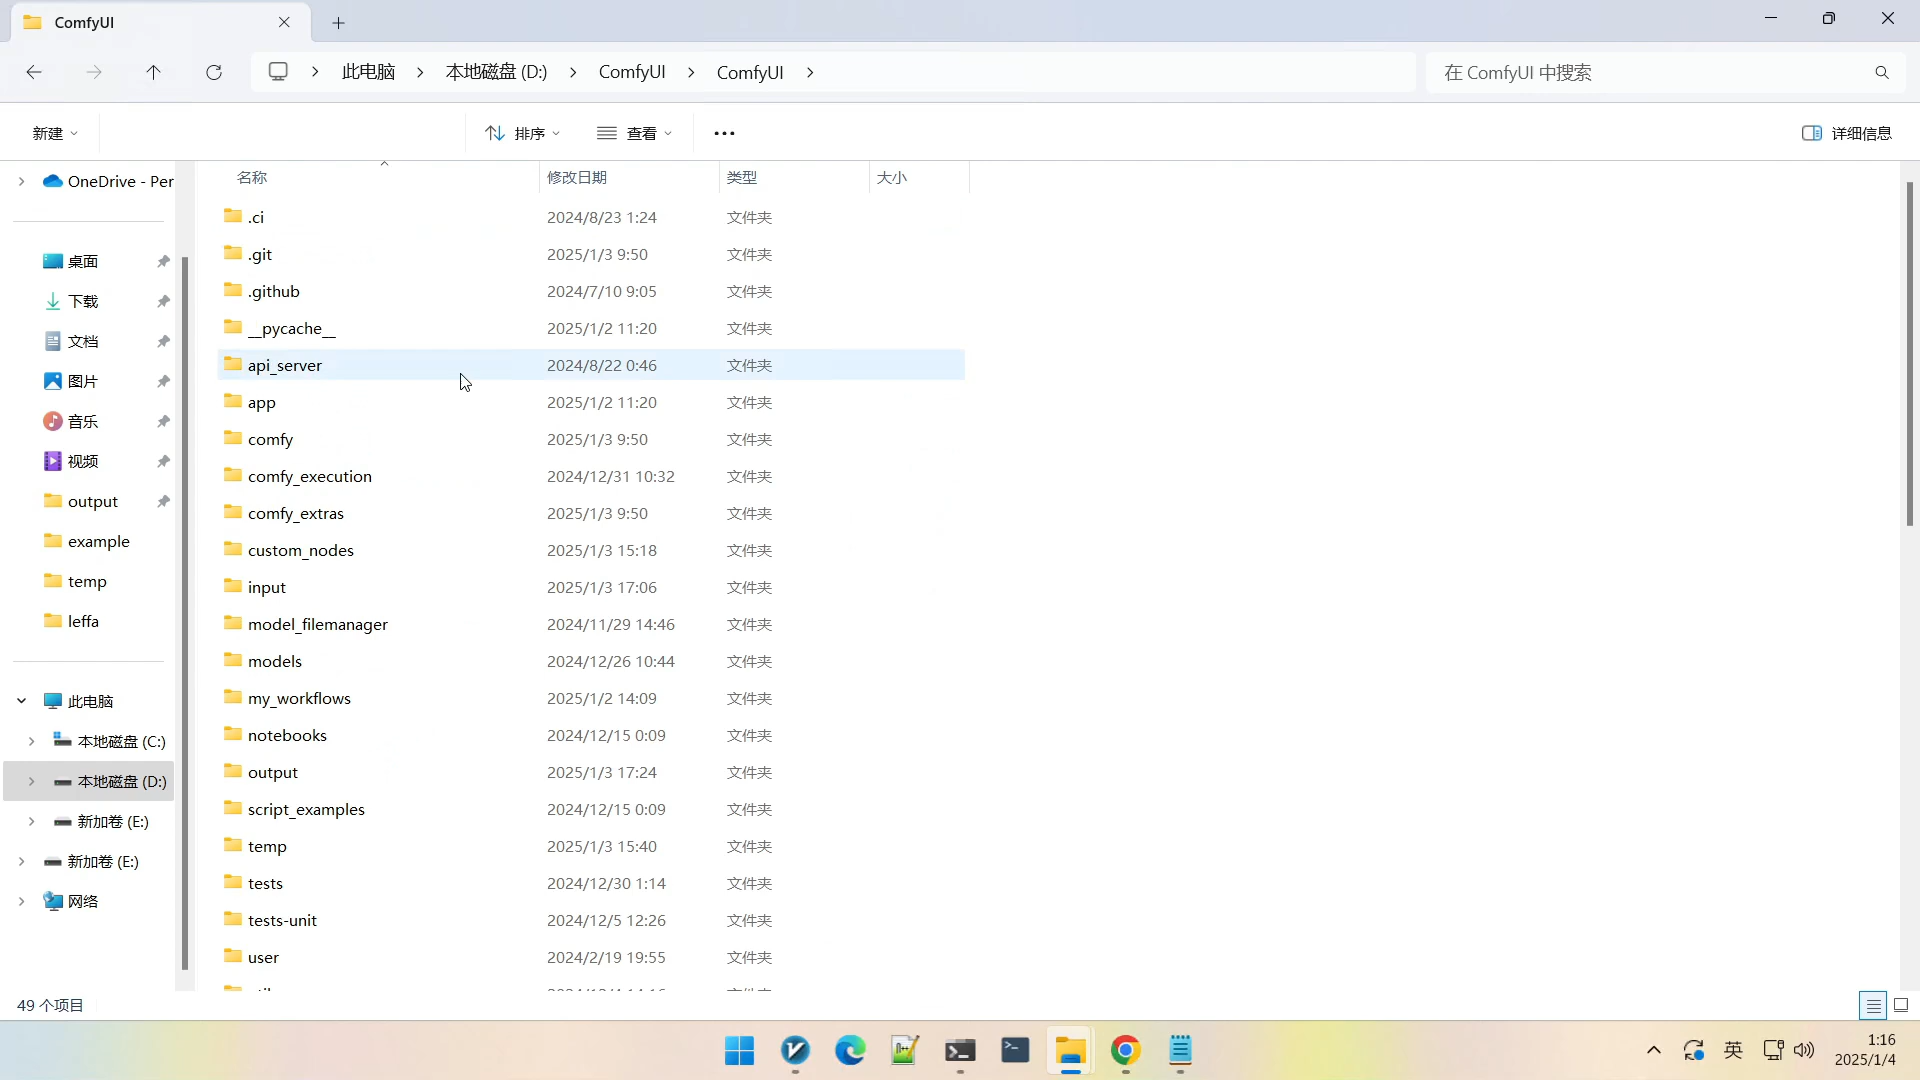 ComfyUI
此电脑 本地磁盘 (D:) ComfyUI ComfyUI
在 ComfyUI 中搜索
新建 排序 查看 详细信息
OneDrive - Per
桌面
下载
文档
图片
音乐
视频
output
example
temp
leffa
此电脑
本地磁盘 (C:)
本地磁盘 (D:)
新加卷 (E:)
新加卷 (E:)
网络
名称 修改日期 类型 大小
.ci 2024/8/23 1:24 文件夹
.git 2025/1/3 9:50 文件夹
.github 2024/7/10 9:05 文件夹
__pycache__ 2025/1/2 11:20 文件夹
api_server 2024/8/22 0:46 文件夹
app 2025/1/2 11:20 文件夹
comfy 2025/1/3 9:50 文件夹
comfy_execution 2024/12/31 10:32 文件夹
comfy_extras 2025/1/3 9:50 文件夹
custom_nodes 2025/1/3 15:18 文件夹
input 2025/1/3 17:06 文件夹
model_filemanager 2024/11/29 14:46 文件夹
models 2024/12/26 10:44 文件夹
my_workflows 2025/1/2 14:09 文件夹
notebooks 2024/12/15 0:09 文件夹
output 2025/1/3 17:24 文件夹
script_examples 2024/12/15 0:09 文件夹
temp 2025/1/3 15:40 文件夹
tests 2024/12/30 1:14 文件夹
tests-unit 2024/12/5 12:26 文件夹
user 2024/2/19 19:55 文件夹
49 个项目
英
1:16
2025/1/4